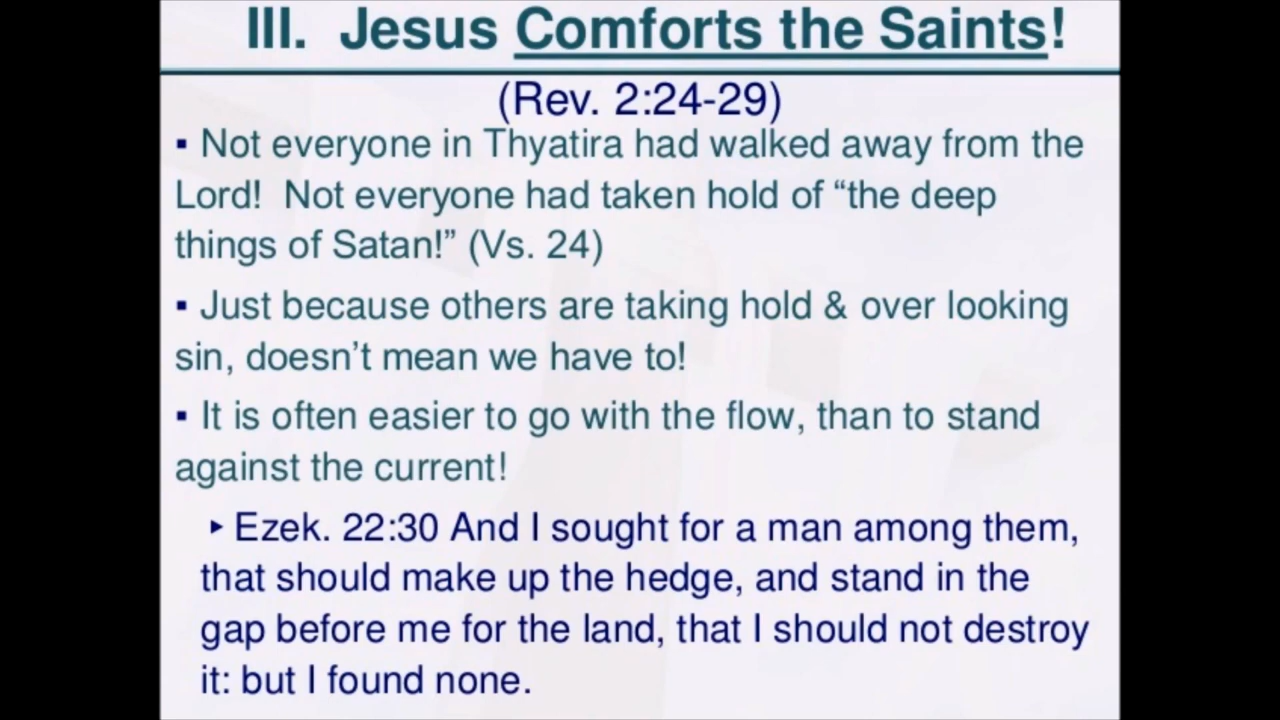 III. Jesus Comforts the Saints!
(Rev. 2:24-29)
▪ Not everyone in Thyatira had walked away from the
Lord! Not everyone had taken hold of “the deep
things of Satan!” (Vs. 24)
▪ Just because others are taking hold & over looking
sin, doesn’t mean we have to!
▪ It is often easier to go with the flow, than to stand
against the current!
‣ Ezek. 22:30 And I sought for a man among them,
that should make up the hedge, and stand in the
gap before me for the land, that I should not destroy
it: but I found none.